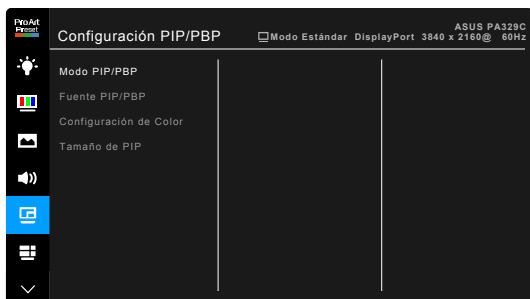 ProArt
Preset
Configuración PIP/PBP
ASUS PA329C
Modo Estándar DisplayPort 3840 x 2160@ 60Hz
Modo PIP/PBP
Fuente PIP/PBP
Configuración de Color
Tamaño de PIP